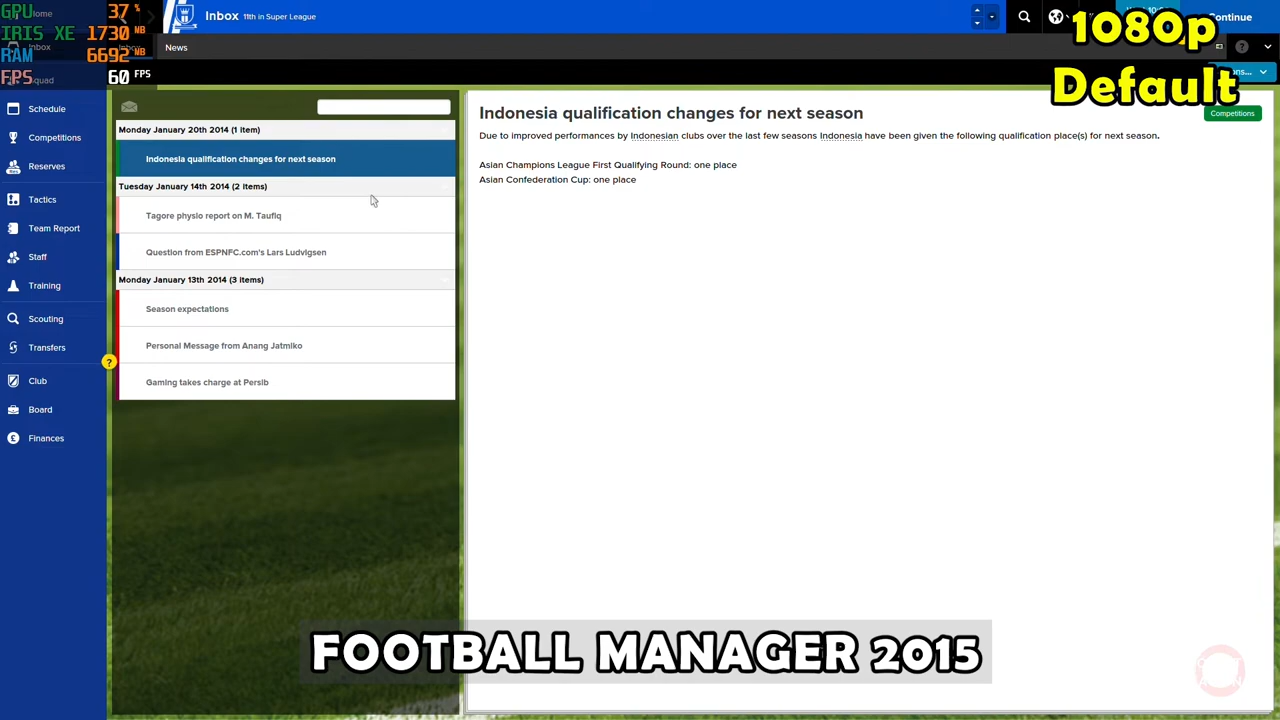 GPU 37 %
IRIS XE 1730 MB
RAM 6692 MB
FPS 60 FPS
Home
Inbox
Squad
Schedule
Competitions
Reserves
Tactics
Team Report
Staff
Training
Scouting
Transfers
?
Club
Board
Finances
Inbox 11th in Super League
News
Continue
1080p
Default
Monday January 20th 2014 (1 item)
Indonesia qualification changes for next season
Tuesday January 14th 2014 (2 items)
Tagore physio report on M. Taufiq
Question from ESPNFC.com's Lars Ludvigsen
Monday January 13th 2014 (3 items)
Season expectations
Personal Message from Anang Jatmiko
Gaming takes charge at Persib
Indonesia qualification changes for next season
Competitions
Due to improved performances by Indonesian clubs over the last few seasons Indonesia have been given the following qualification place(s) for next season.
Asian Champions League First Qualifying Round: one place
Asian Confederation Cup: one place
FOOTBALL MANAGER 2015